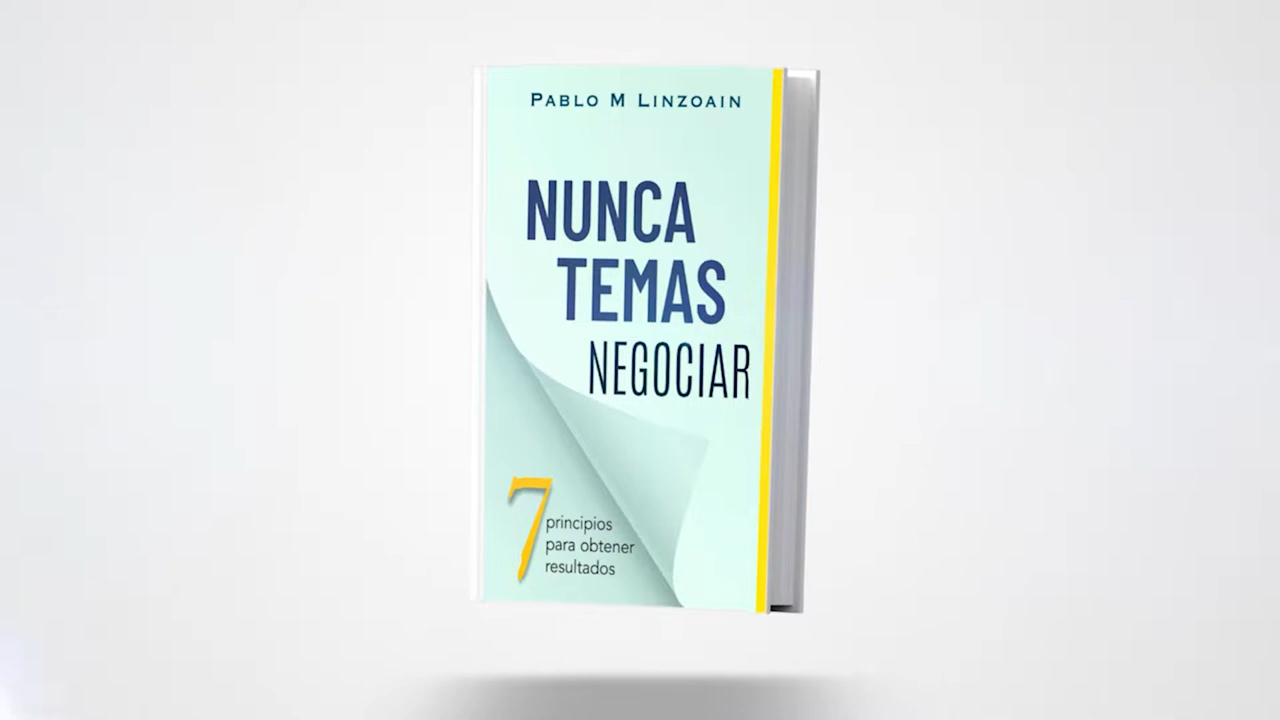 PABLO M LINZOAIN
NUNCA
TEMAS
NEGOCIAR
7
principios
para obtener
resultados